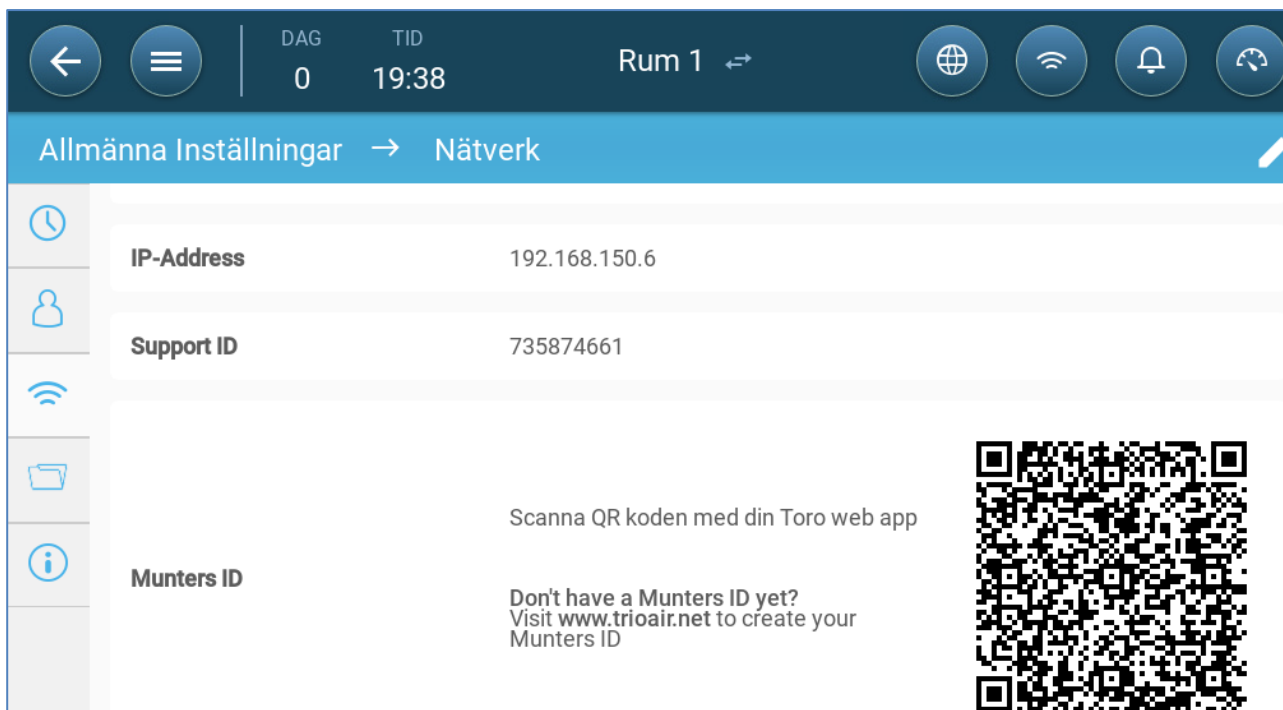 DAG TID
0 19:38 Rum 1
Allmänna Inställningar → Nätverk
IP-Address 192.168.150.6
Support ID 735874661
Scanna QR koden med din Toro web app
Munters ID
Don't have a Munters ID yet?
Visit www.trioair.net to create your
Munters ID